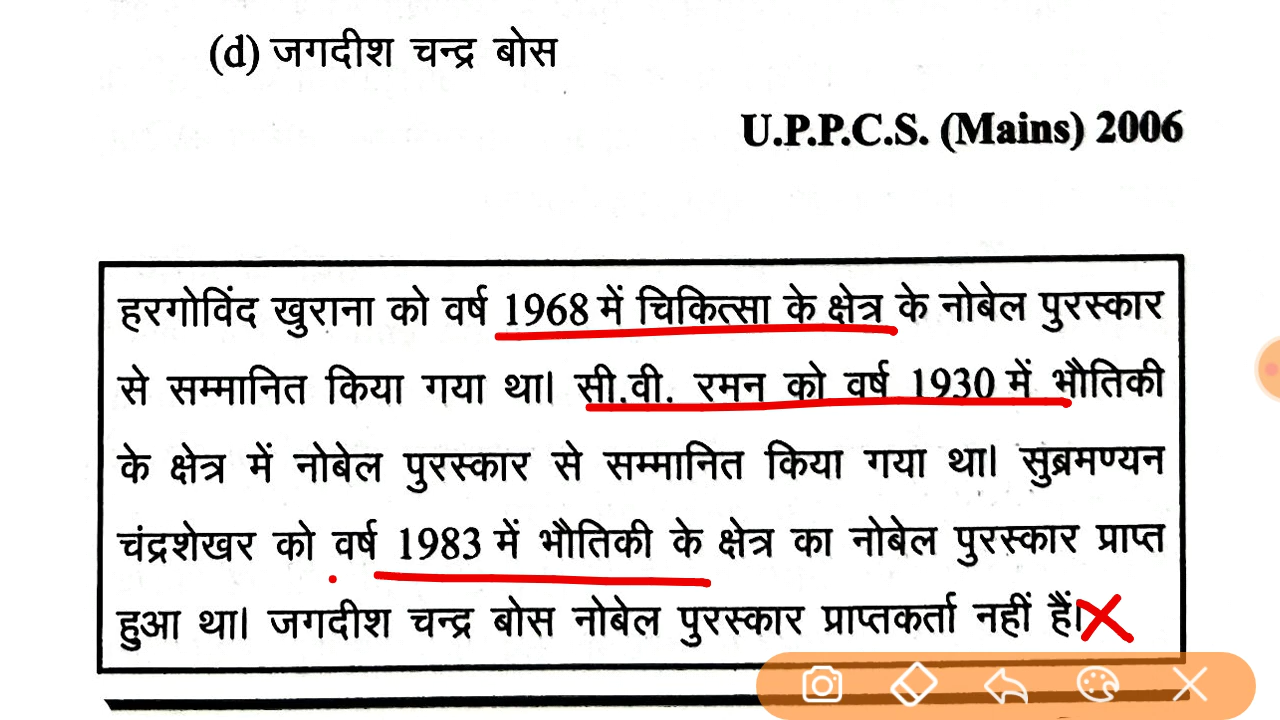 (d) जगदीश चन्द्र बोस
U.P.P.C.S. (Mains) 2006
हरगोविंद खुराना को वर्ष 1968 में चिकित्सा के क्षेत्र के नोबेल पुरस्कार
से सम्मानित किया गया था। सी.वी. रमन को वर्ष 1930 में भौतिकी
के क्षेत्र में नोबेल पुरस्कार से सम्मानित किया गया था। सुब्रमण्यन
चंद्रशेखर को वर्ष 1983 में भौतिकी के क्षेत्र का नोबेल पुरस्कार प्राप्त
हुआ था। जगदीश चन्द्र बोस नोबेल पुरस्कार प्राप्तकर्ता नहीं हैं।